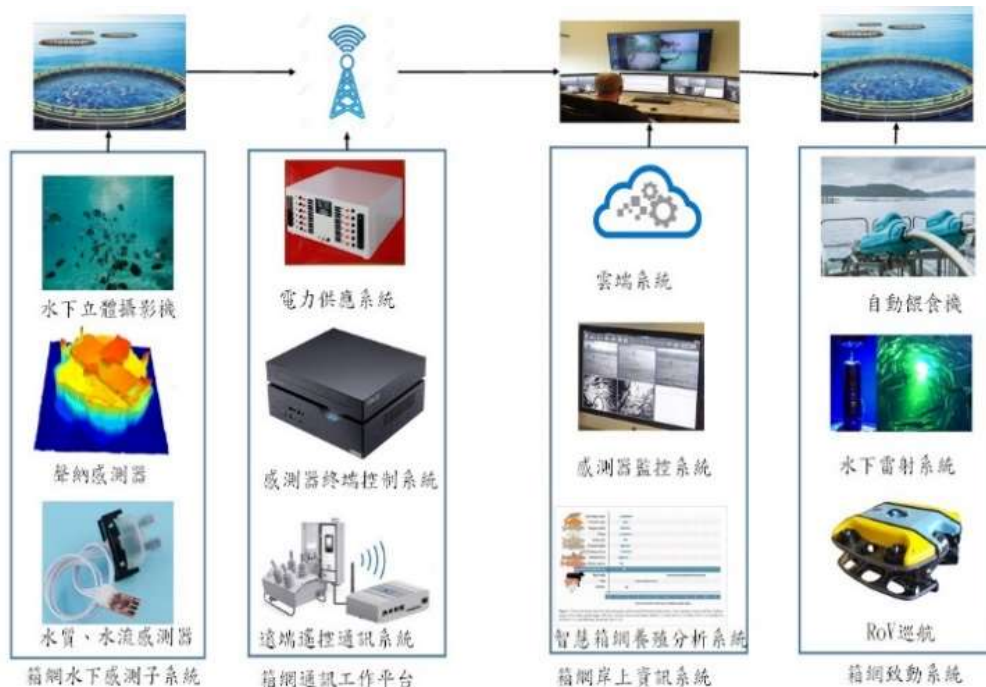 水下立體攝影機
聲納感測器
水質、水流感測器
箱網水下感測子系統
電力供應系統
感測器終端控制系統
遠端遙控通訊系統
箱網通訊工作平台
雲端系統
感測器監控系統
智慧箱網養殖分析系統
箱網岸上資訊系統
自動餵食機
水下雷射系統
RoV巡航
箱網致動系統